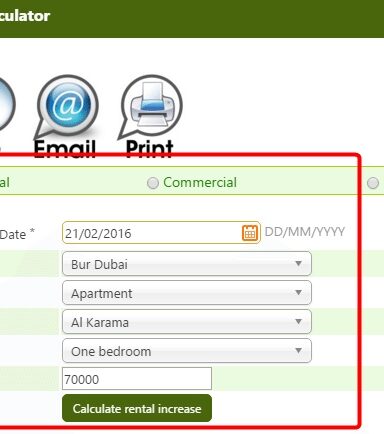 culator
Email Print
al Commercial
Date * 21/02/2016 DD/MM/YYYY
Bur Dubai
Apartment
Al Karama
One bedroom
70000
Calculate rental increase